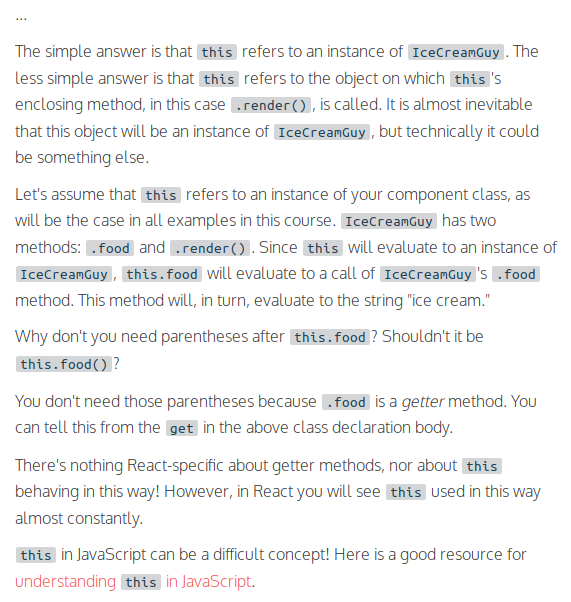 ...
The simple answer is that this refers to an instance of IceCreamGuy. The
less simple answer is that this refers to the object on which this's
enclosing method, in this case .render(), is called. It is almost inevitable
that this object will be an instance of IceCreamGuy, but technically it could
be something else.
Let's assume that this refers to an instance of your component class, as
will be the case in all examples in this course. IceCreamGuy has two
methods: .food and .render(). Since this will evaluate to an instance of
IceCreamGuy, this.food will evaluate to a call of IceCreamGuy's .food
method. This method will, in turn, evaluate to the string "ice cream."
Why don't you need parentheses after this.food? Shouldn't it be
this.food()?
You don't need those parentheses because .food is a getter method. You
can tell this from the get in the above class declaration body.
There's nothing React-specific about getter methods, nor about this
behaving in this way! However, in React you will see this used in this way
almost constantly.
this in JavaScript can be a difficult concept! Here is a good resource for
understanding this in JavaScript.